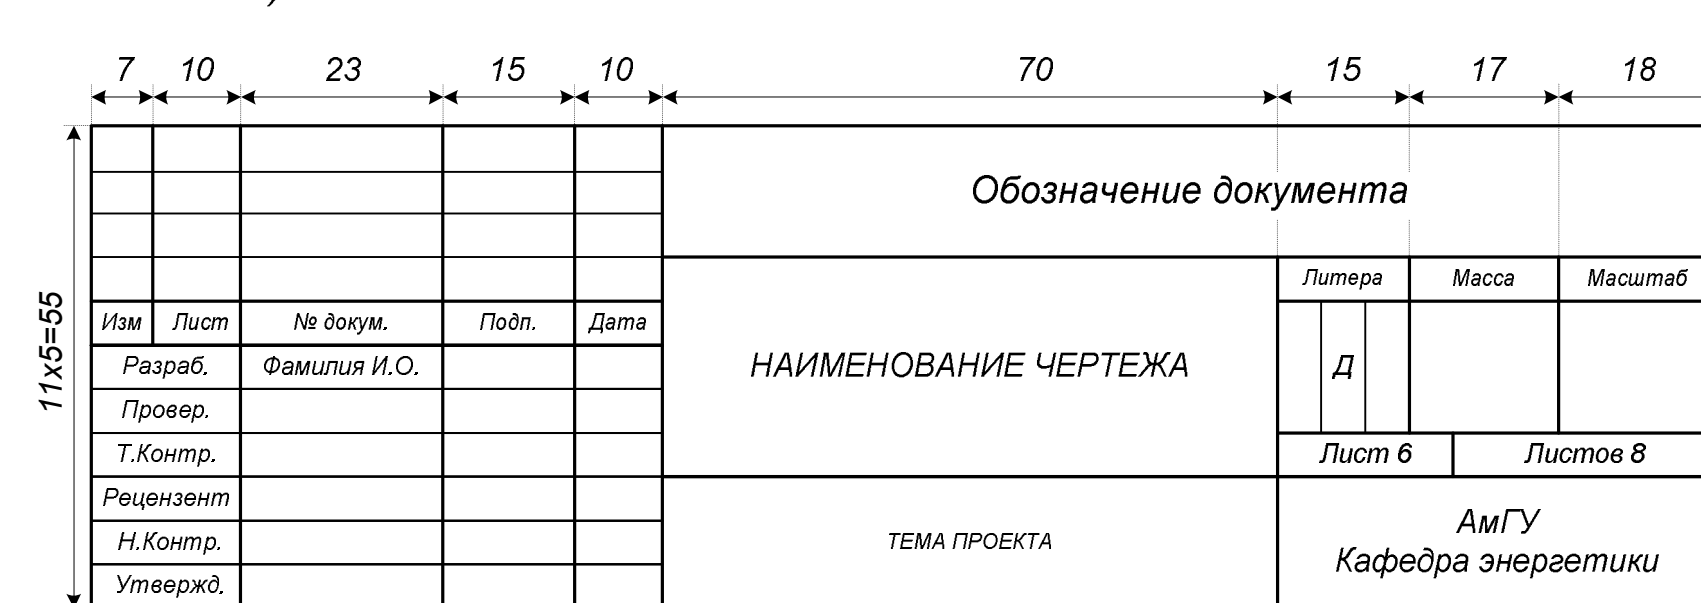 )
7 10 23 15 10 70 15 17 18
Обозначение документа
11х5=55
Литера Масса Масштаб
Изм Лист № докум. Подп. Дата
Разраб. Фамилия И.О. НАИМЕНОВАНИЕ ЧЕРТЕЖА Д
Провер.
Т.Контр. Лист 6 Листов 8
Рецензент
АмГУ
Н.Контр. ТЕМА ПРОЕКТА
Кафедра энергетики
Утвержд.